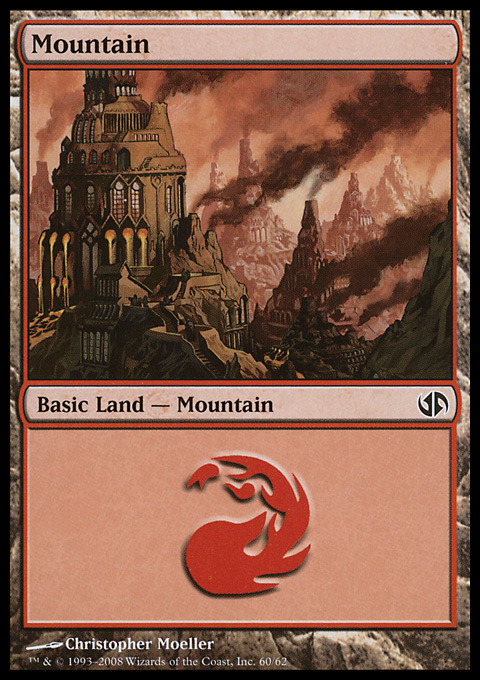 Mountain
Basic Land — Mountain
Christopher Moeller
™ & © 1993–2008 Wizards of the Coast, Inc. 60/62